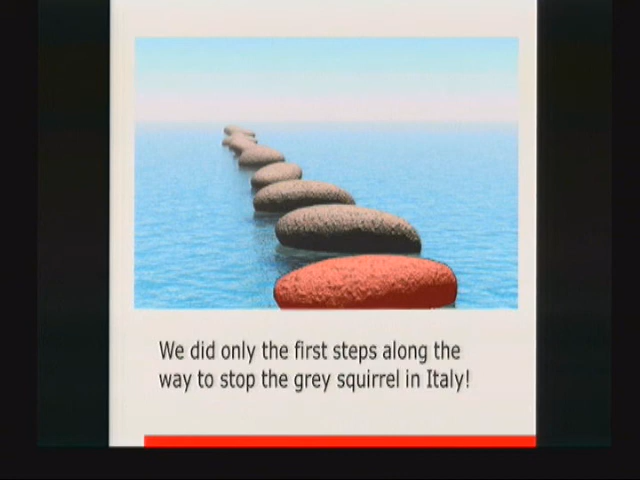 We did only the first steps along the
way to stop the grey squirrel in Italy!